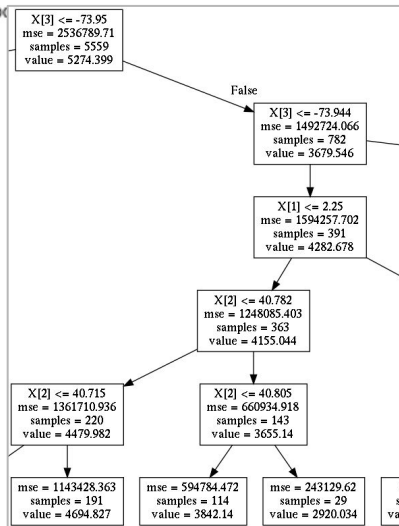 X[3] <= -73.95
mse = 2536789.71
samples = 5559
value = 5274.399
False
X[3] <= -73.944
mse = 1492724.066
samples = 782
value = 3679.546
X[1] <= 2.25
mse = 1594257.702
samples = 391
value = 4282.678
X[2] <= 40.782
mse = 1248085.403
samples = 363
value = 4155.044
X[2] <= 40.715
mse = 1361710.936
samples = 220
value = 4479.982
X[2] <= 40.805
mse = 660934.918
samples = 143
value = 3655.14
mse = 1143428.363
samples = 191
value = 4694.827
mse = 594784.472
samples = 114
value = 3842.14
mse = 243129.62
samples = 29
value = 2920.034